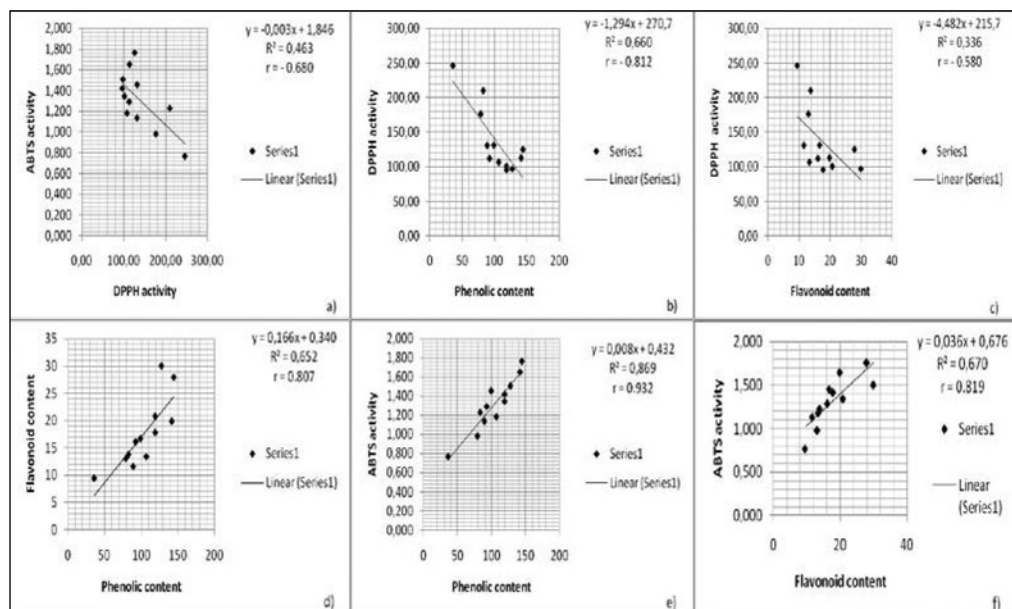 y = -0,003x + 1,846
R² = 0,463
r = - 0.680
ABTS activity
2,000
1,800
1,600
1,400
1,200
1,000
0,800
0,600
0,400
0,200
0,000
0,00 100,00 200,00 300,00
DPPH activity
Series1
Linear (Series1)
a)
y = -1,294x + 270,7
R² = 0,660
r = - 0.812
DPPH activity
300,00
250,00
200,00
150,00
100,00
50,00
0,00
0 50 100 150 200
Phenolic content
Series1
Linear (Series1)
b)
y = -4,482x + 215,7
R² = 0,336
r = - 0.580
DPPH activity
300,00
250,00
200,00
150,00
100,00
50,00
0,00
0 10 20 30 40
Flavonoid content
Series1
Linear (Series1)
c)
y = 0,166x + 0,340
R² = 0,652
r = 0.807
Flavonoid content
35
30
25
20
15
10
5
0
0 50 100 150 200
Phenolic content
Series1
Linear (Series1)
d)
y = 0,008x + 0,432
R² = 0,869
r = 0.932
ABTS activity
2,000
1,800
1,600
1,400
1,200
1,000
0,800
0,600
0,400
0,200
0,000
0 50 100 150 200
Phenolic content
Series1
Linear (Series1)
e)
y = 0,036x + 0,676
R² = 0,670
r = 0.819
ABTS activity
2,000
1,500
1,000
0,500
0,000
0 20 40
Flavonoid content
Series1
Linear
(Series1)
f)